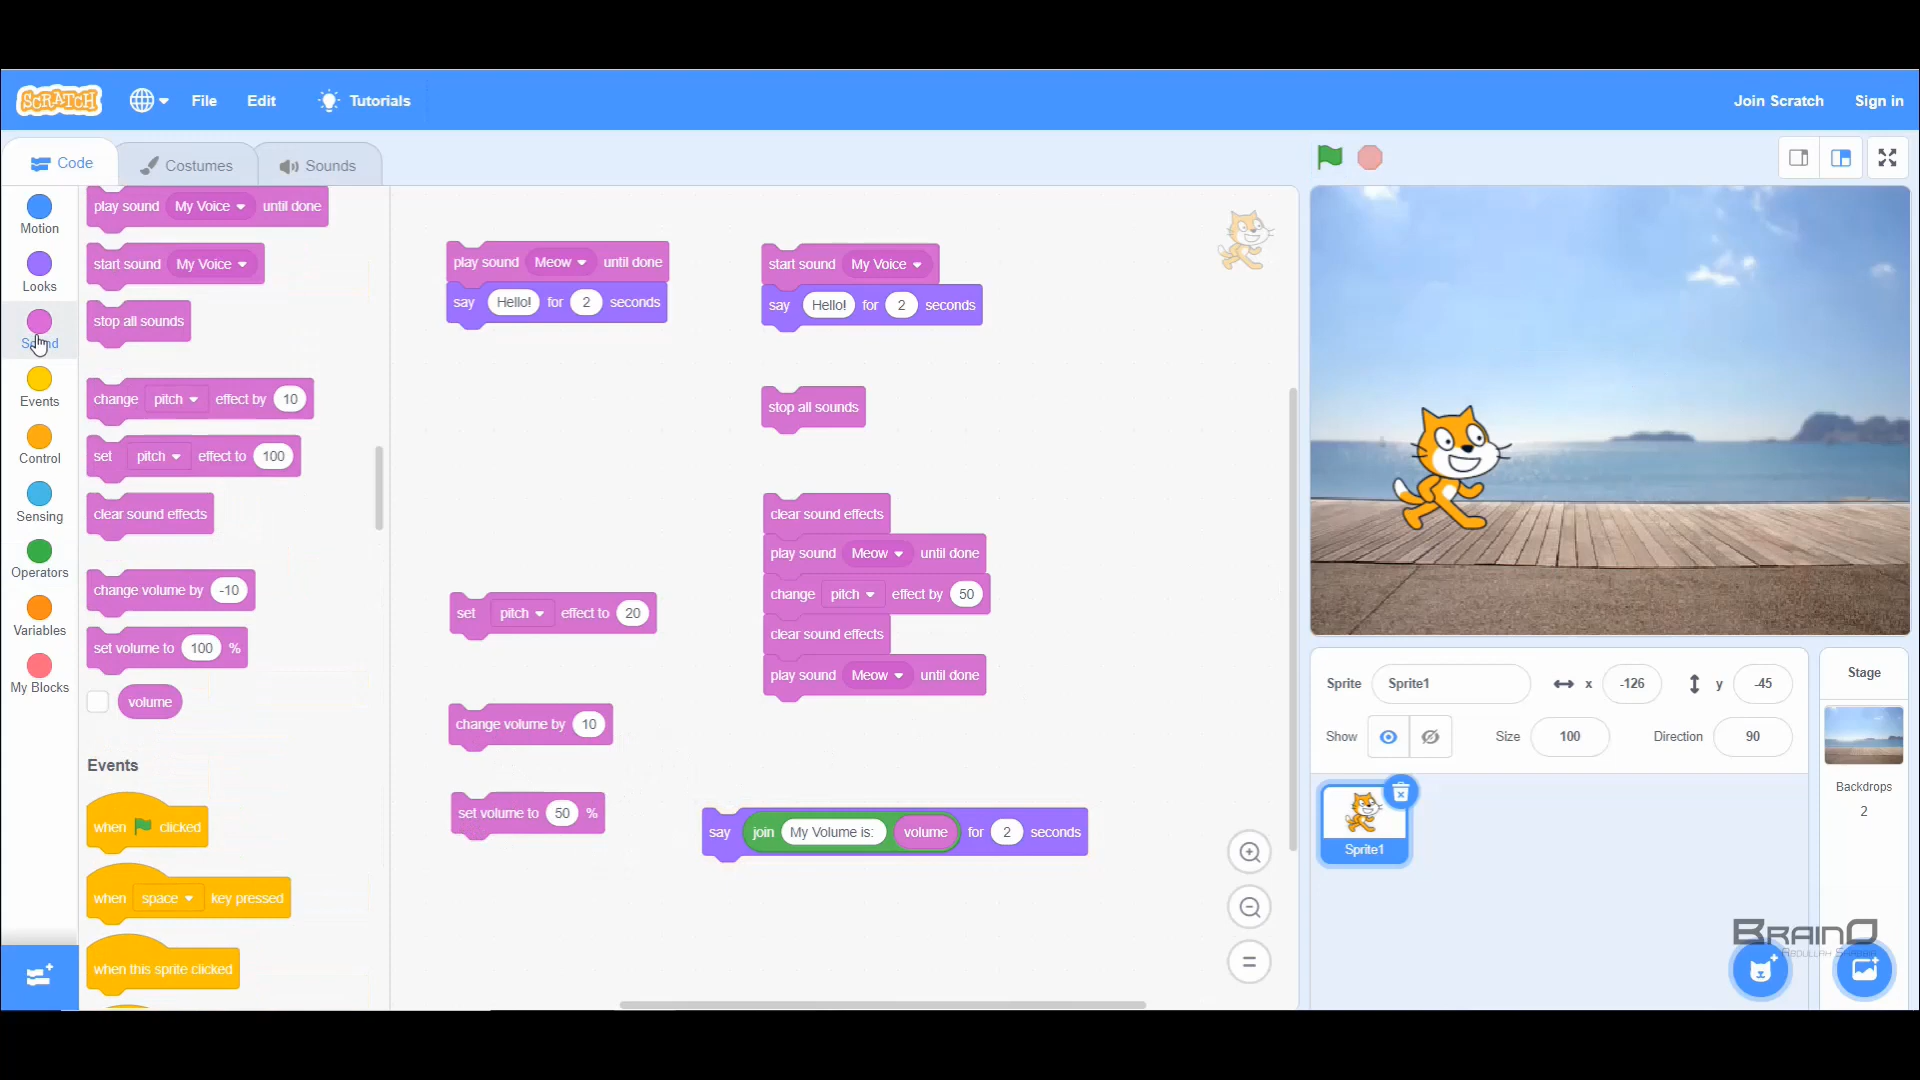 SCRATCH File Edit Tutorials Join Scratch Sign in
Code Costumes Sounds
Motion
Looks
Sound
Events
Control
Sensing
Operators
Variables
My Blocks
play sound My Voice until done
start sound My Voice
stop all sounds
change pitch effect by 10
set pitch effect to 100
clear sound effects
change volume by -10
set volume to 100 %
volume
Events
when clicked
when space key pressed
when this sprite clicked
play sound Meow until done
say Hello! for 2 seconds
start sound My Voice
say Hello! for 2 seconds
stop all sounds
clear sound effects
play sound Meow until done
change pitch effect by 50
clear sound effects
play sound Meow until done
set pitch effect to 20
change volume by 10
set volume to 50 %
say join My Volume is: volume for 2 seconds
Sprite Sprite1 x -126 y -45
Show Size 100 Direction 90
Sprite1
Stage
Backdrops
2
BRAINO